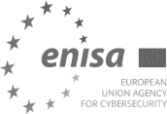 enisa
EUROPEAN
UNION AGENCY
FOR CYBERSECURITY